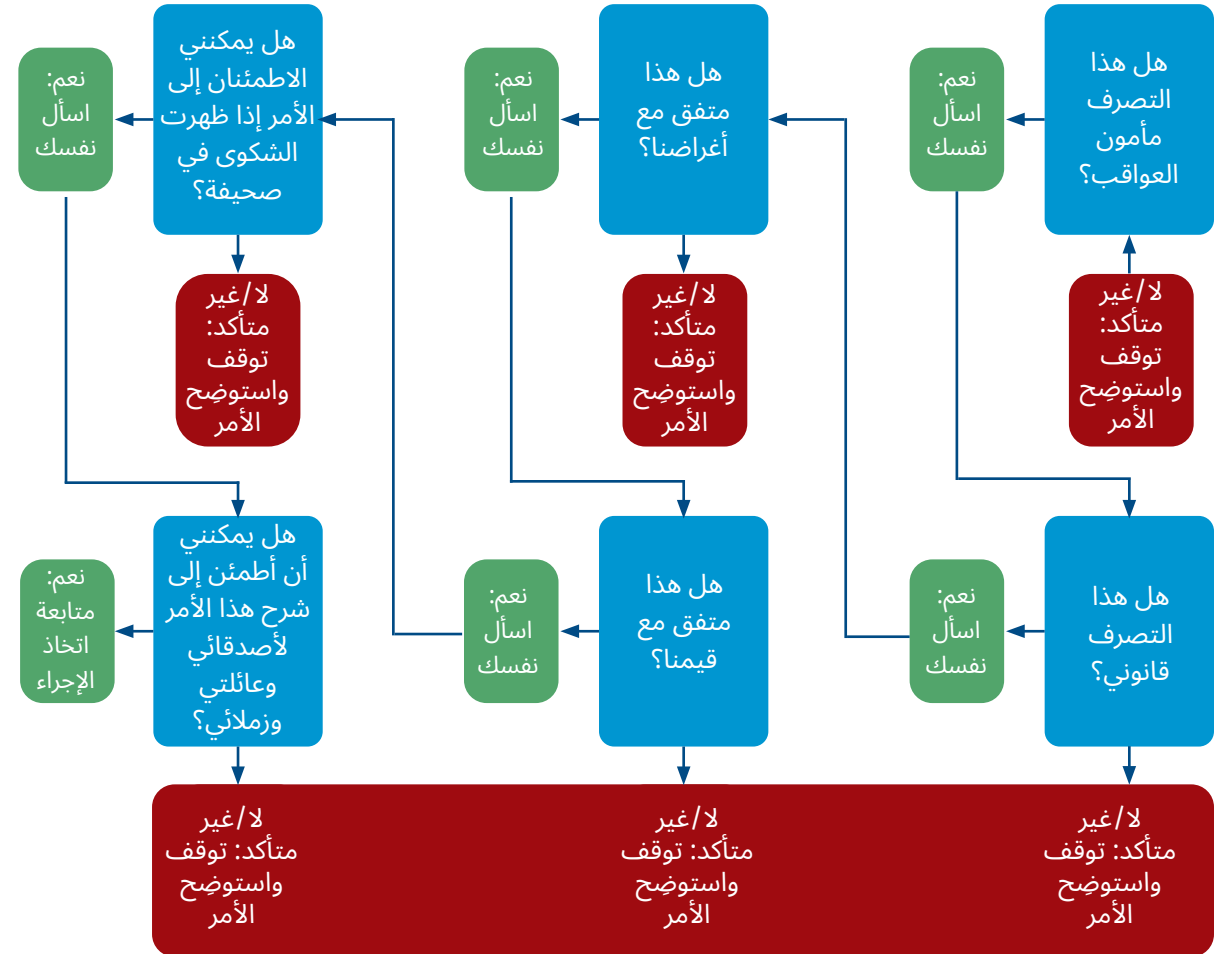 هل هذا
التصرف
مأمون
العواقب؟
نعم:
اسأل
نفسك
لا/غير
متأكد:
توقف
واستوضِح
الأمر
هل هذا
التصرف
قانوني؟
نعم:
اسأل
نفسك
لا/غير
متأكد: توقف
واستوضِح
الأمر
هل هذا
متفق مع
أغراضنا؟
نعم:
اسأل
نفسك
لا/غير
متأكد:
توقف
واستوضِح
الأمر
هل هذا
متفق مع
قيمنا؟
نعم:
اسأل
نفسك
لا/غير
متأكد: توقف
واستوضِح
الأمر
هل يمكنني
الاطمئنان إلى
الأمر إذا ظهرت
الشكوى في
صحيفة؟
نعم:
اسأل
نفسك
لا/غير
متأكد:
توقف
واستوضِح
الأمر
هل يمكنني
أن أطمئن إلى
شرح هذا الأمر
لأصدقائي
وعائلتي
وزملائي؟
نعم:
متابعة
اتخاذ
الإجراء
لا/غير
متأكد: توقف
واستوضِح
الأمر